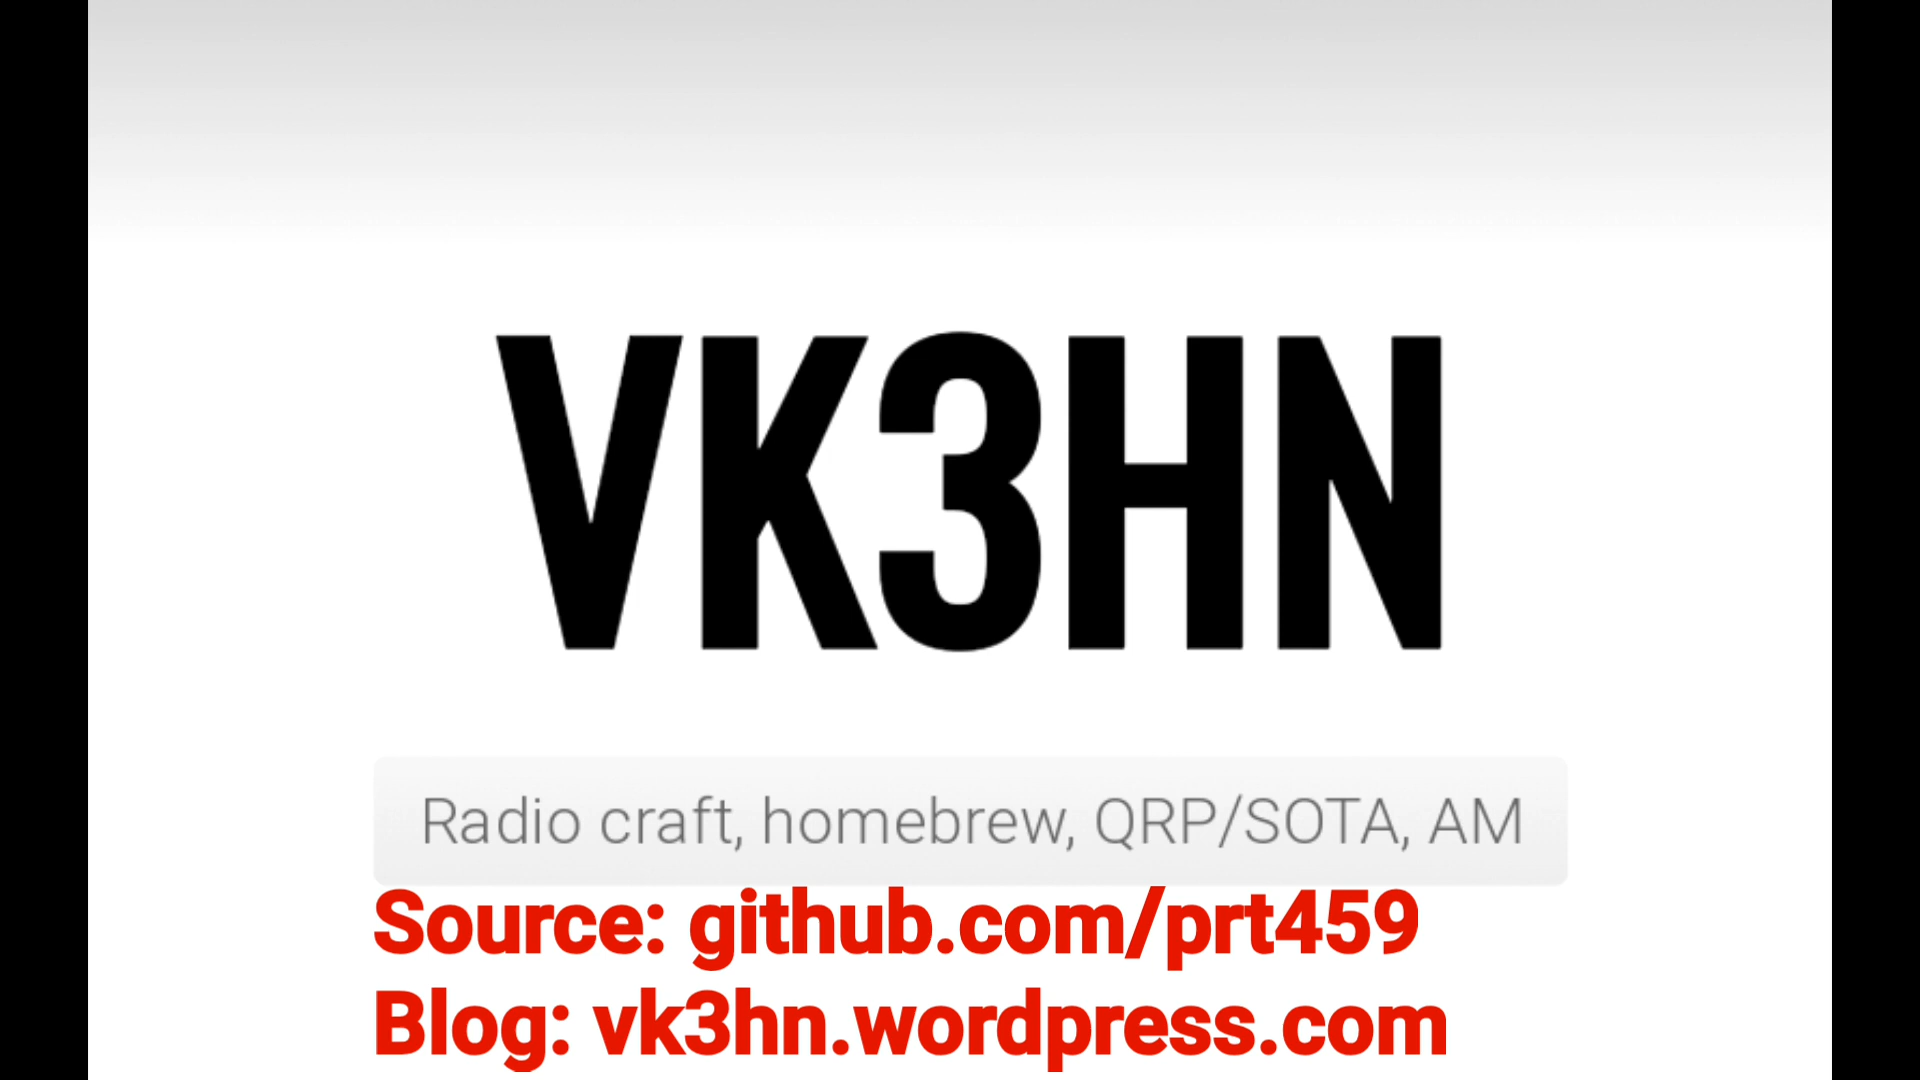 VK3HN
Radio craft, homebrew, QRP/SOTA, AM
Source: github.com/prt459
Blog: vk3hn.wordpress.com